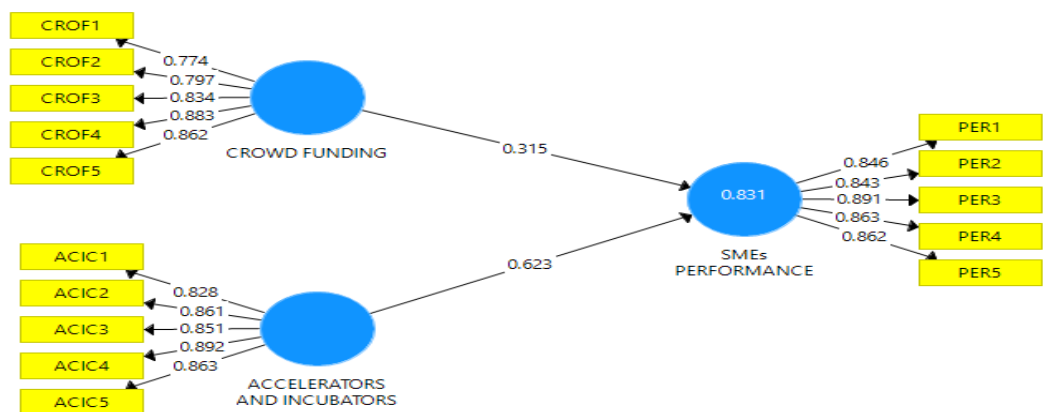 CROF1
CROF2
CROF3
CROF4
CROF5
0.774
0.797
0.834
0.883
0.862
CROWD FUNDING
0.315
ACIC1
ACIC2
ACIC3
ACIC4
ACIC5
0.828
0.861
0.851
0.892
0.863
ACCELERATORS
AND INCUBATORS
0.623
0.831
SMEs
PERFORMANCE
0.846
0.843
0.891
0.863
0.862
PER1
PER2
PER3
PER4
PER5